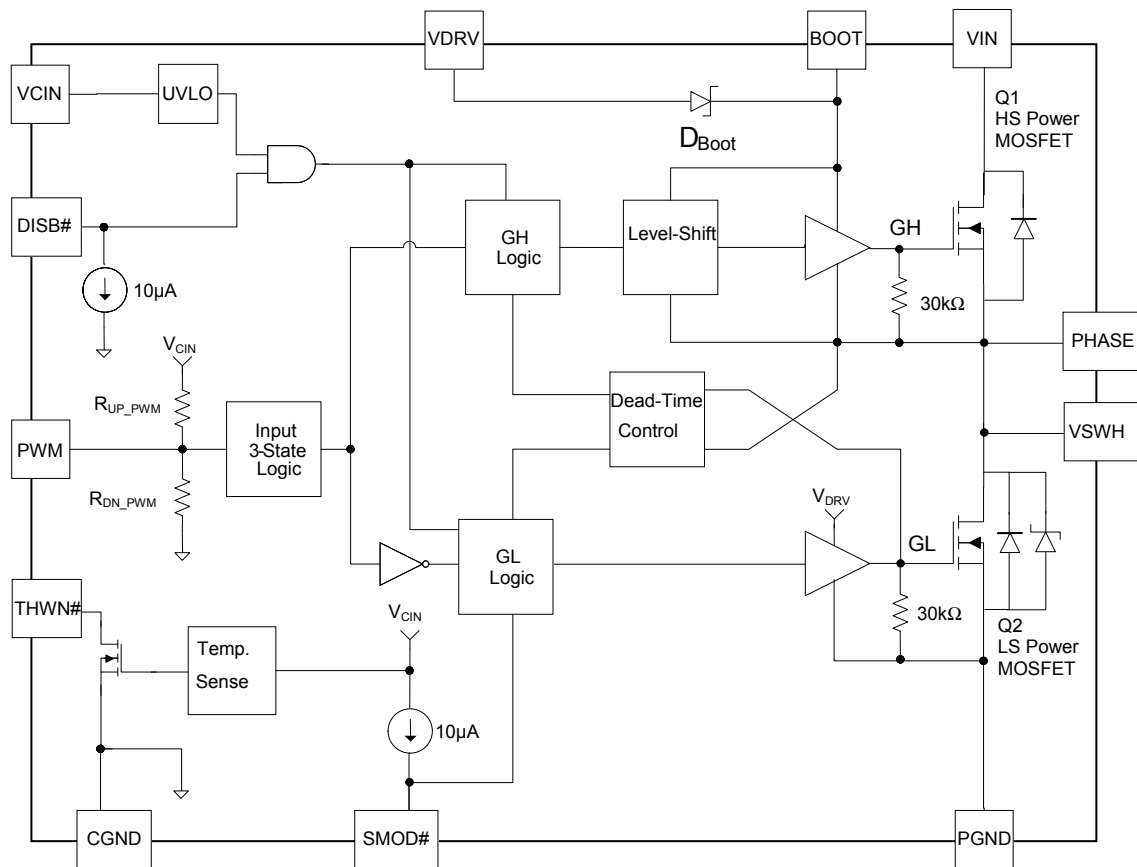 VDRV
BOOT
VIN
VCIN
UVLO
Q1
HS Power
MOSFET
DBoot
DISB#
GH
Logic
Level-Shift
GH
10µA
30kΩ
VCIN
PHASE
RUP_PWM
Dead-Time
Control
PWM
Input
3-State
Logic
VSWH
RDN_PWM
VDRV
GL
Logic
GL
THWN#
VCIN
30kΩ
Temp.
Sense
Q2
LS Power
MOSFET
10µA
CGND
SMOD#
PGND